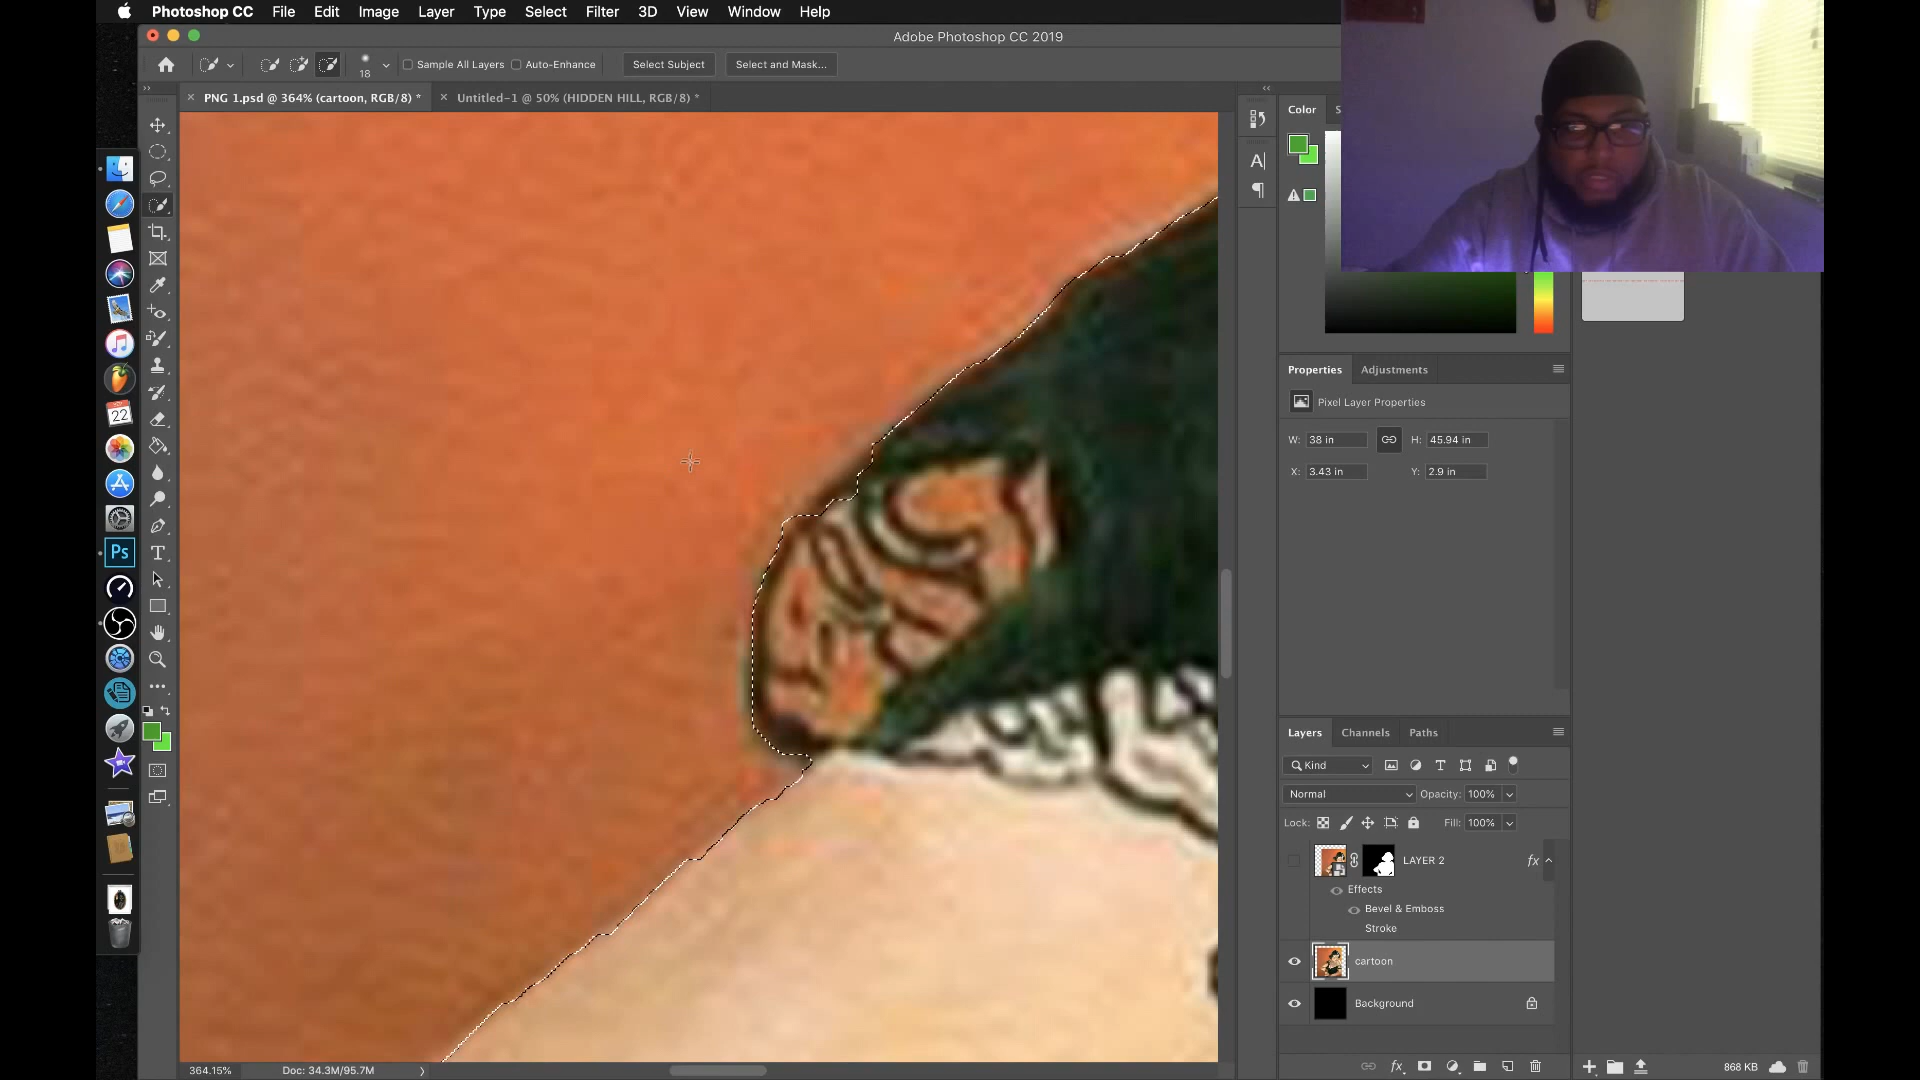 Photoshop CC File Edit Image Layer Type Select Filter 3D View Window Help
Adobe Photoshop CC 2019
18 Sample All Layers Auto-Enhance Select Subject Select and Mask...
PNG 1.psd @ 364% (cartoon, RGB/8) * Untitled-1 @ 50% (HIDDEN HILL, RGB/8) *
Color S
22
Ps
Properties Adjustments
Pixel Layer Properties
W: 38 in H: 45.94 in
X: 3.43 in Y: 2.9 in
Layers Channels Paths
Kind
Normal Opacity: 100%
Lock: Fill: 100%
LAYER 2 fx
Effects
Bevel & Emboss
Stroke
cartoon
Background
364.15% Doc: 34.3M/95.7M
fx
868 KB